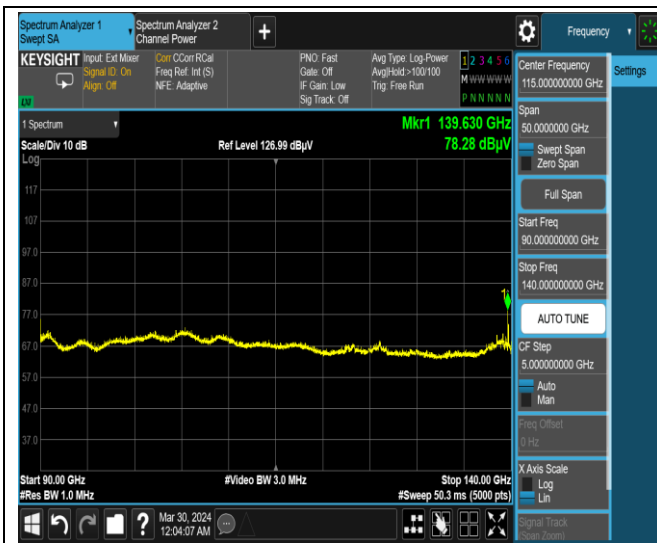 Spectrum Analyzer 1
Swept SA
Spectrum Analyzer 2
Channel Power
+
Frequency
KEYSIGHT
Input: Ext Mixer
Signal ID: On
Align: Off
Corr CCorr RCal
Freq Ref: Int (S)
NFE: Adaptive
PNO: Fast
Gate: Off
IF Gain: Low
Sig Track: Off
Avg Type: Log-Power
Avg|Hold:>100/100
Trig: Free Run
1 2 3 4 5 6
M W W W W W
P N N N N N
LV
1 Spectrum
Mkr1 139.630 GHz
Scale/Div 10 dB
Ref Level 126.99 dBµV
78.28 dBµV
Log
117
107
97.0
87.0
77.0
67.0
57.0
47.0
37.0
1
Start 90.00 GHz
#Video BW 3.0 MHz
Stop 140.00 GHz
#Res BW 1.0 MHz
#Sweep 50.3 ms (5000 pts)
?
Mar 30, 2024
12:04:07 AM
Settings
Center Frequency
115.000000000 GHz
Span
50.0000000 GHz
Swept Span
Zero Span
Full Span
Start Freq
90.000000000 GHz
Stop Freq
140.000000000 GHz
AUTO TUNE
CF Step
5.000000000 GHz
Auto
Man
Freq Offset
0 Hz
X Axis Scale
Log
Lin
Signal Track
(Span Zoom)